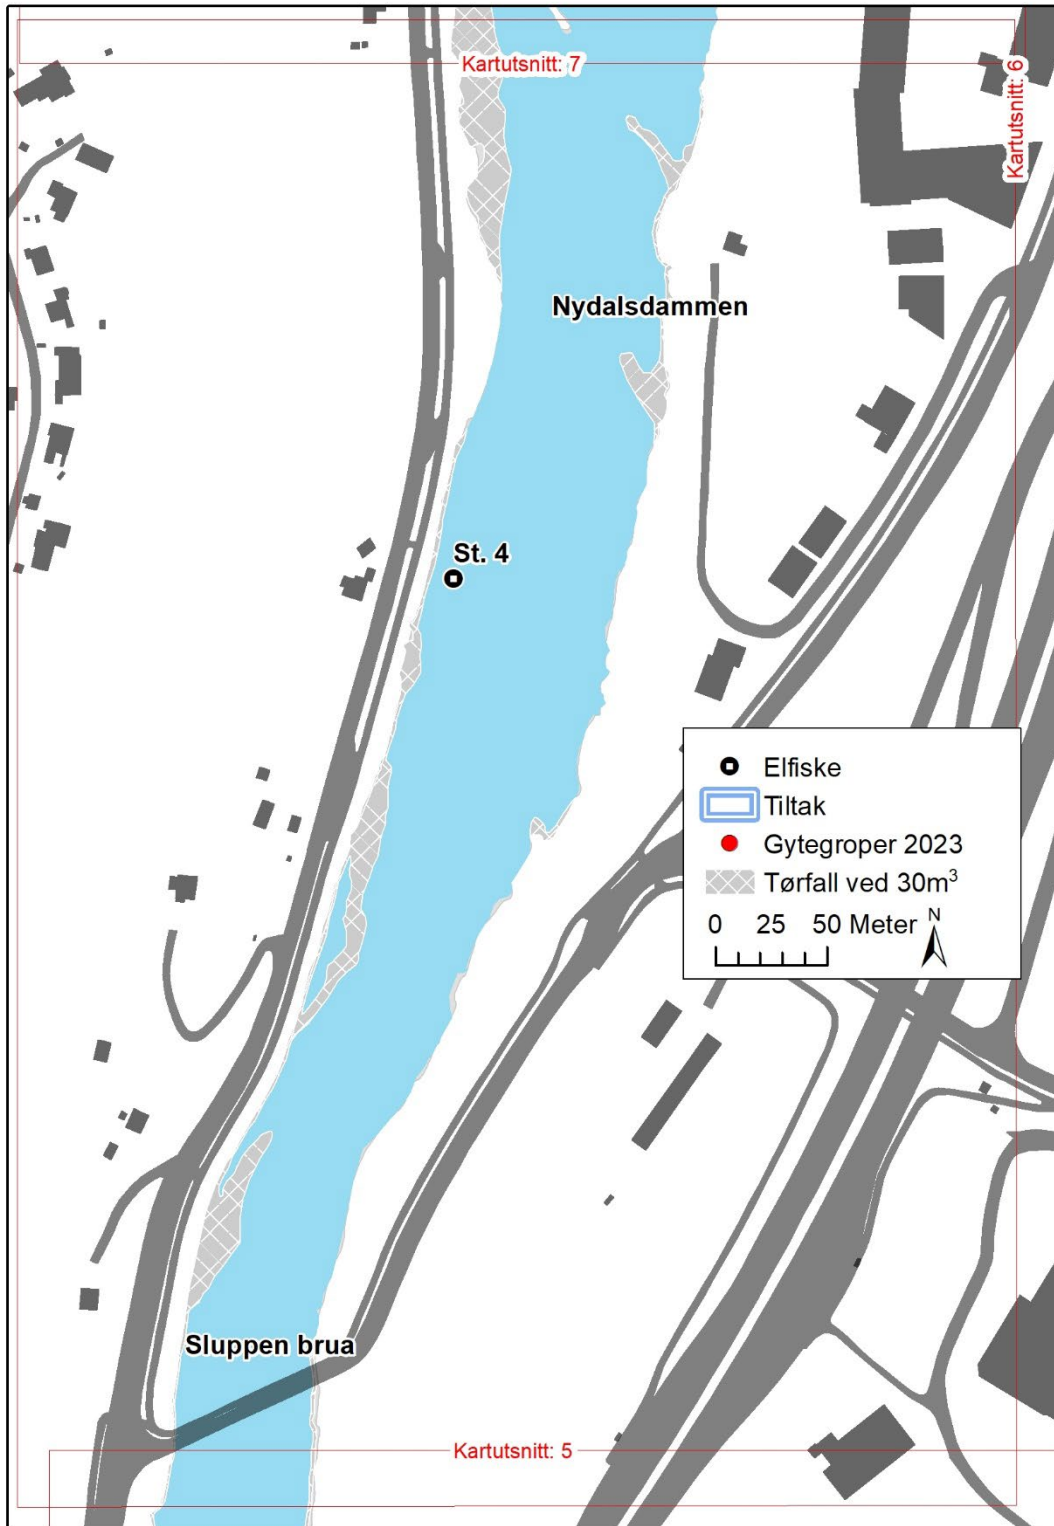 Kartutsnitt: 7
Kartutsnitt: 6
Nydalsdammen
St. 4
Elfiske
Tiltak
Gytegroper 2023
Tørfall ved 30m³
0 25 50 Meter N
Sluppen brua
Kartutsnitt: 5